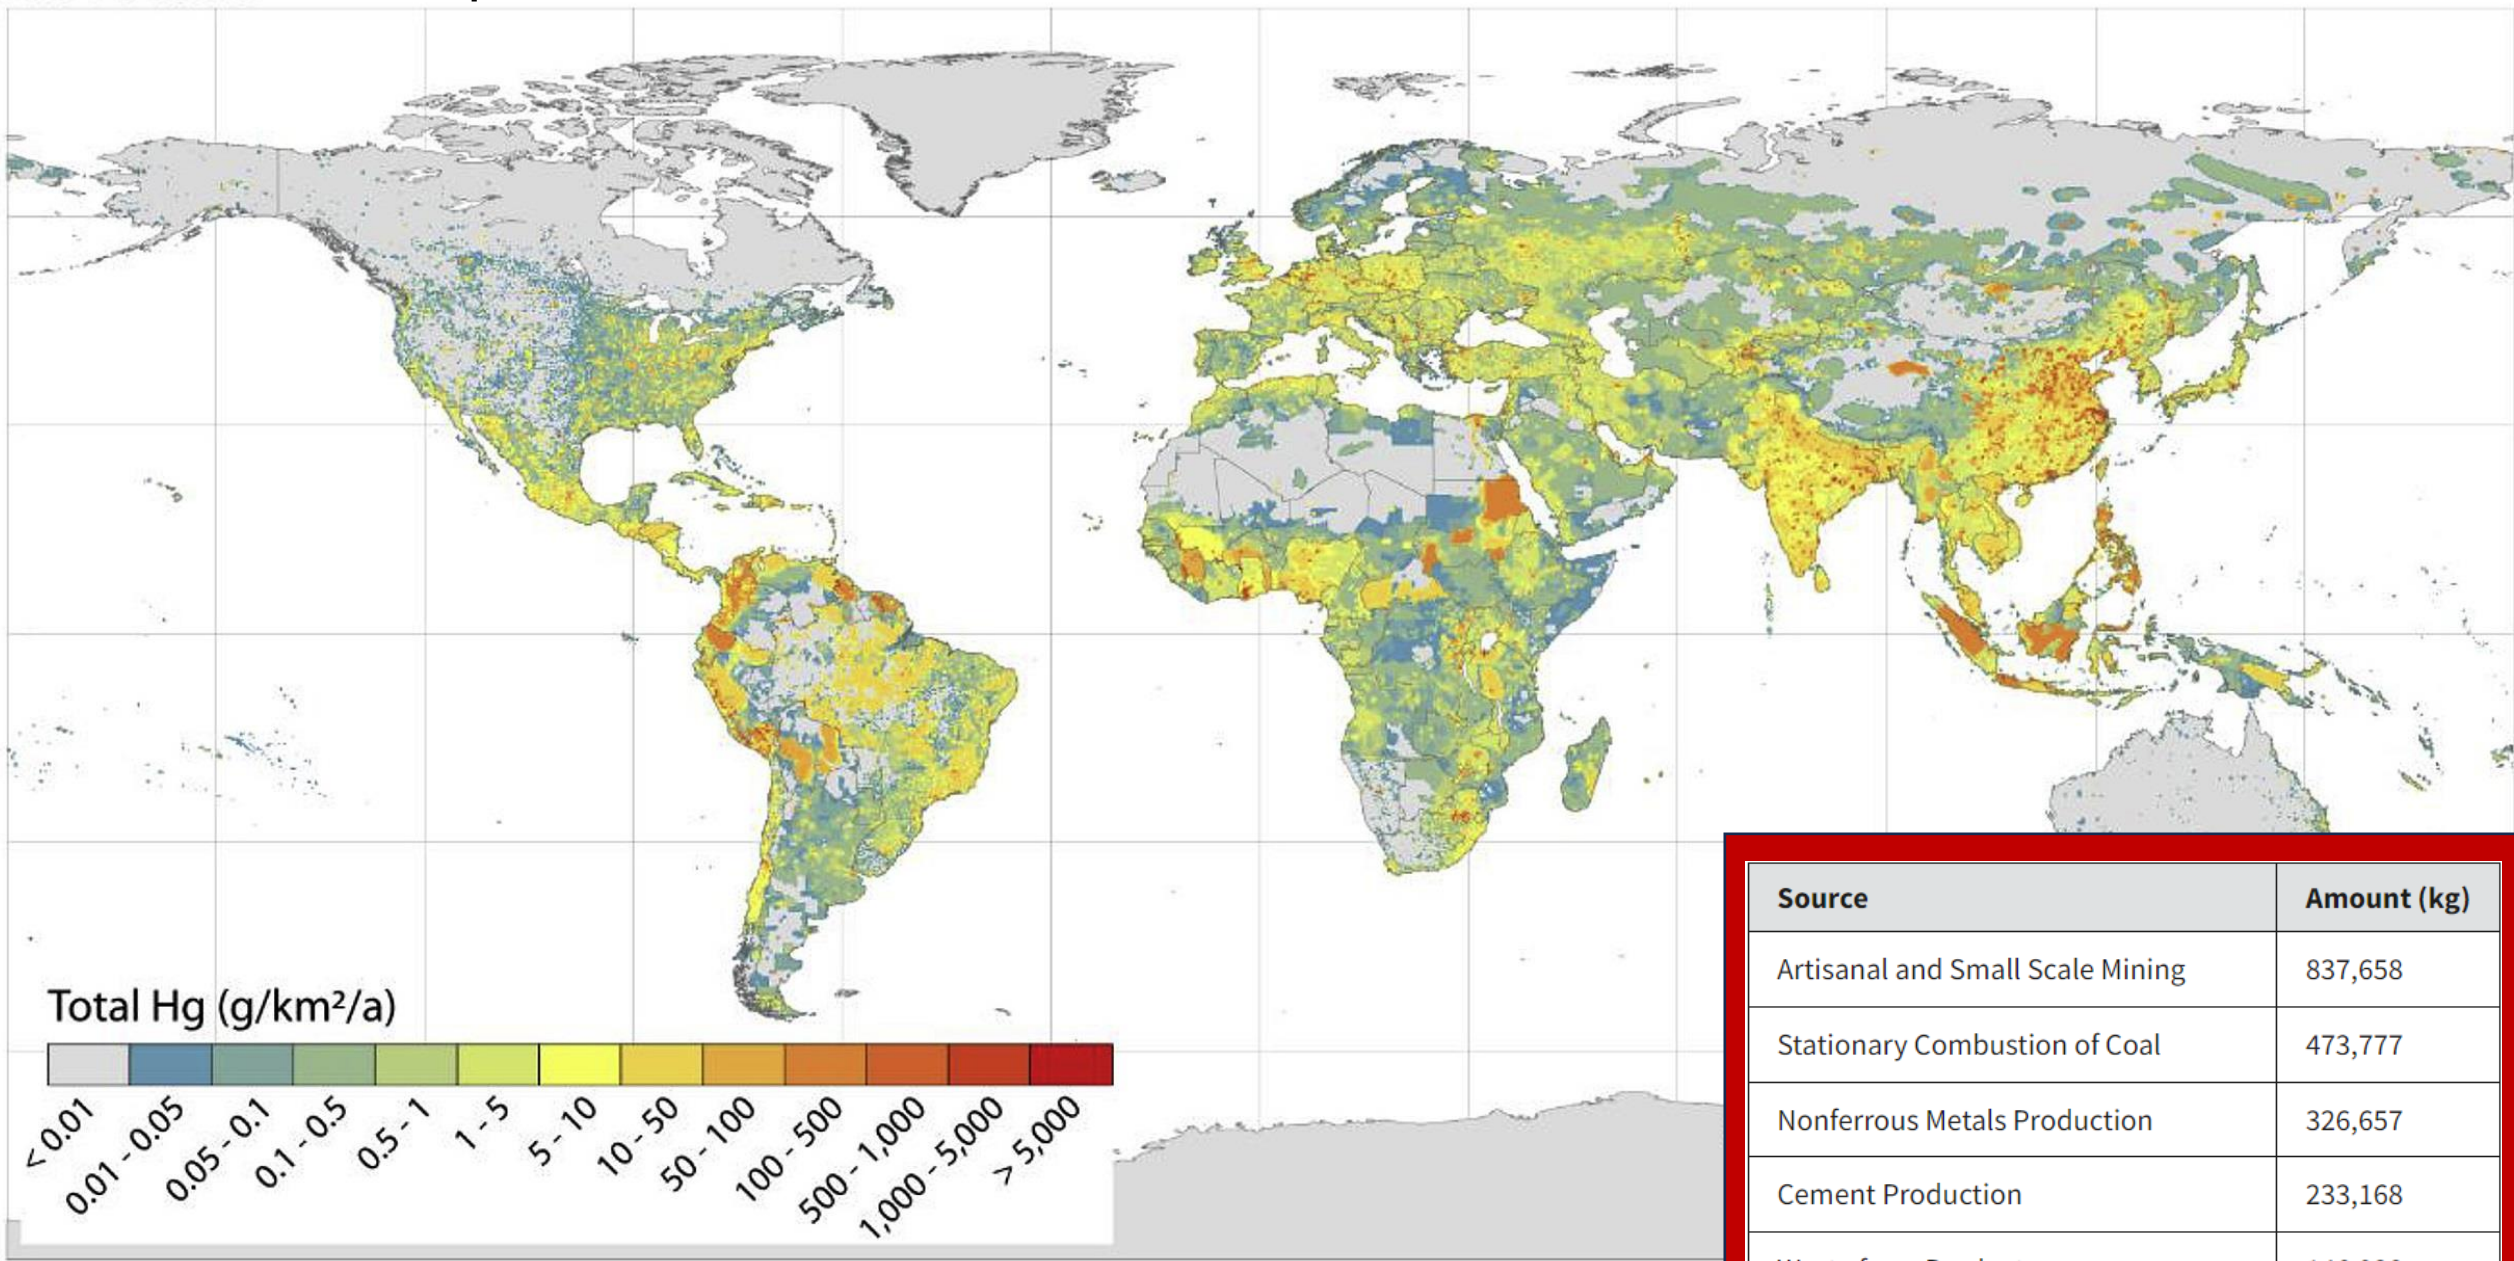 Total Hg (g/km²/a)
< 0.01
0.01 - 0.05
0.05 - 0.1
0.1 - 0.5
0.5 - 1
1 - 5
5 - 10
10 - 50
50 - 100
100 - 500
500 - 1,000
1,000 - 5,000
> 5,000
Source Amount (kg)
Artisanal and Small Scale Mining 837,658
Stationary Combustion of Coal 473,777
Nonferrous Metals Production 326,657
Cement Production 233,168